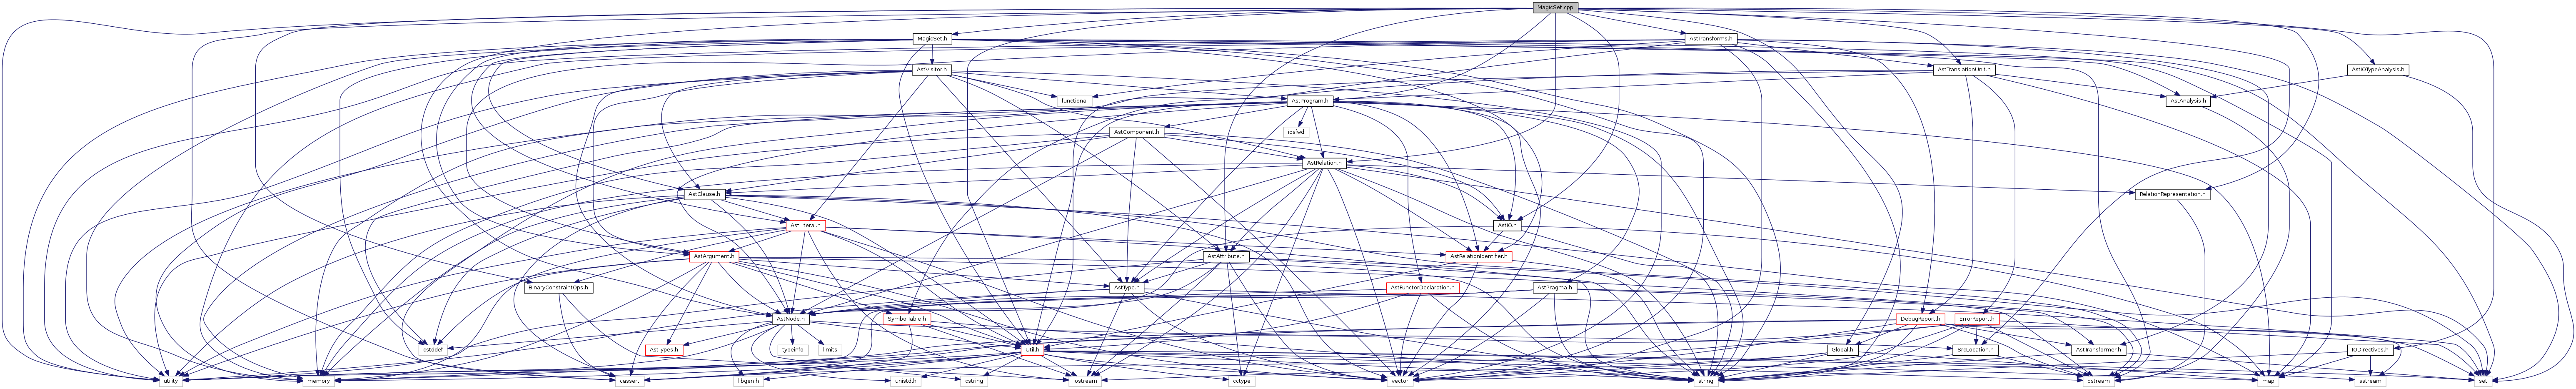 MagicSet.cpp
MagicSet.h
AstTransforms.h
AstVisitor.h
AstTranslationUnit.h
AstIOTypeAnalysis.h
functional
AstProgram.h
AstAnalysis.h
iosfwd
AstComponent.h
AstRelation.h
AstClause.h
RelationRepresentation.h
AstLiteral.h
AstIO.h
AstArgument.h
AstAttribute.h
AstRelationIdentifier.h
BinaryConstraintOps.h
AstType.h
AstFunctorDeclaration.h
AstPragma.h
AstNode.h
SymbolTable.h
DebugReport.h
ErrorReport.h
cstddef
AstTypes.h
typeinfo
limits
Util.h
Global.h
SrcLocation.h
AstTransformer.h
IODirectives.h
utility
memory
cassert
libgen.h
unistd.h
cstring
iostream
cctype
vector
string
ostream
map
sstream
set